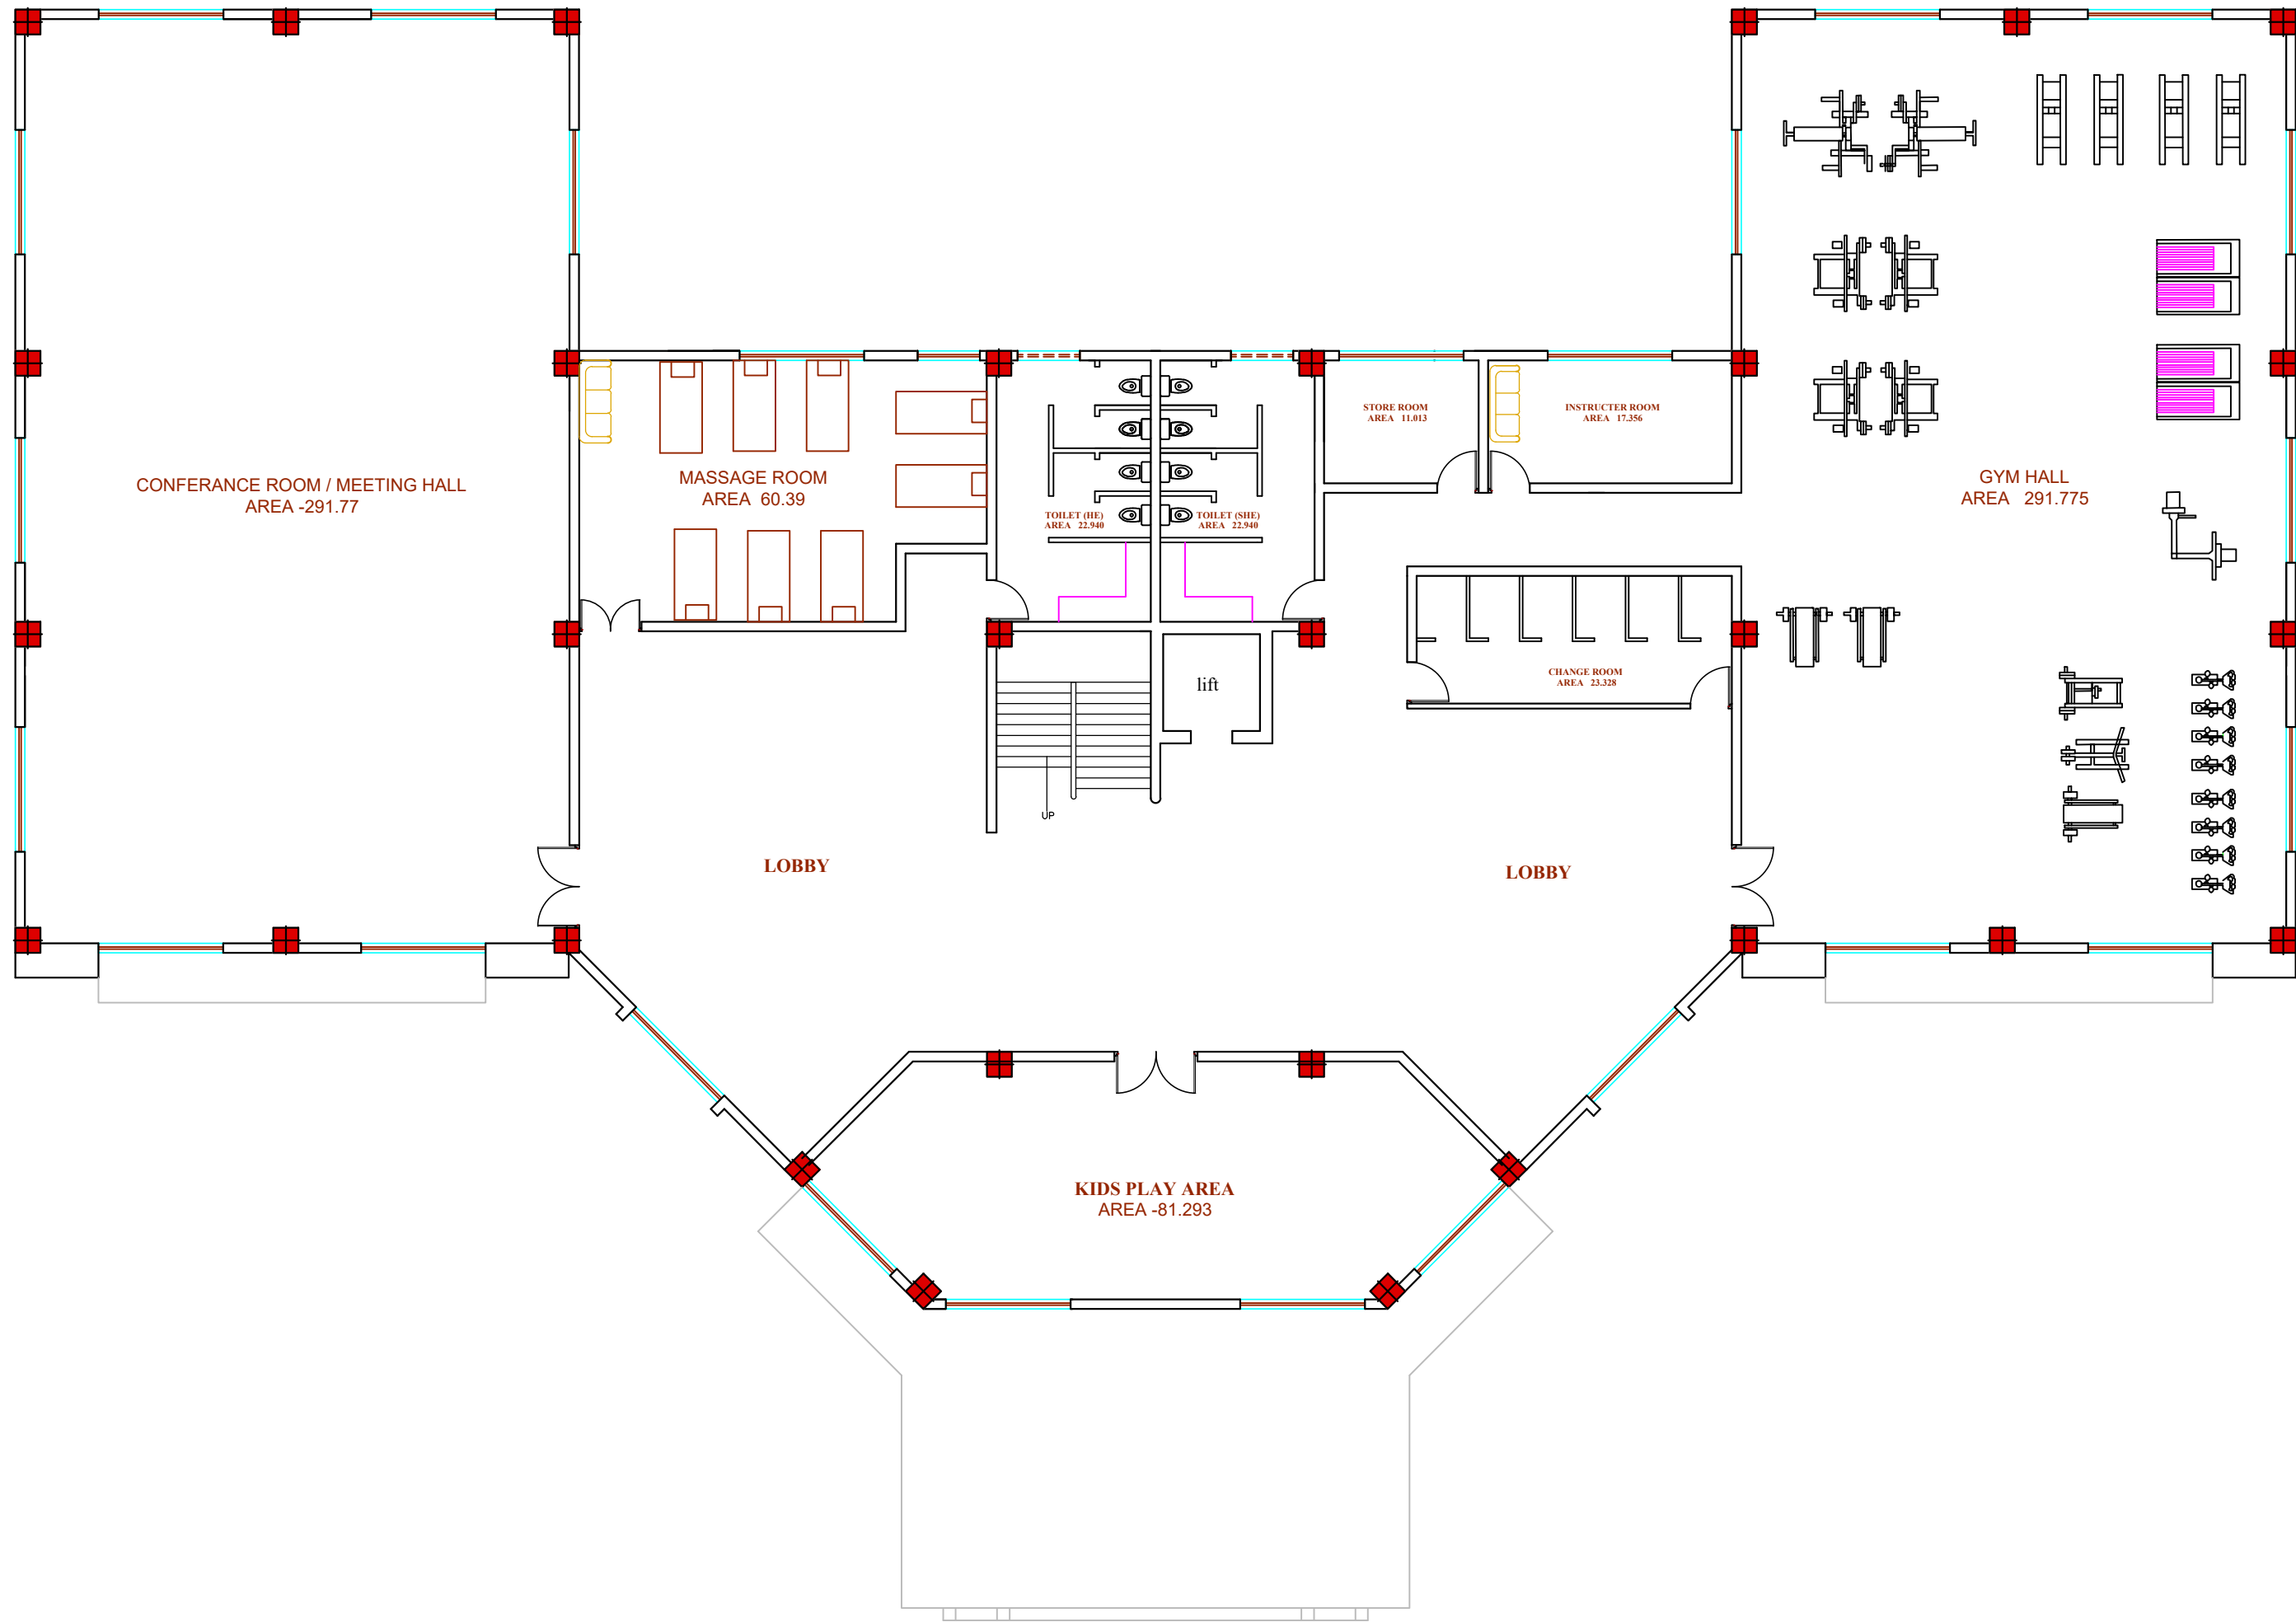 CONFERANCE ROOM / MEETING HALL
AREA -291.77
MASSAGE ROOM
AREA 60.39
TOILET (HE)
AREA 22.940
TOILET (SHE)
AREA 22.940
STORE ROOM
AREA 11.013
INSTRUCTER ROOM
AREA 17.356
GYM HALL
AREA 291.775
CHANGE ROOM
AREA 23.328
lift
UP
LOBBY
LOBBY
KIDS PLAY AREA
AREA -81.293